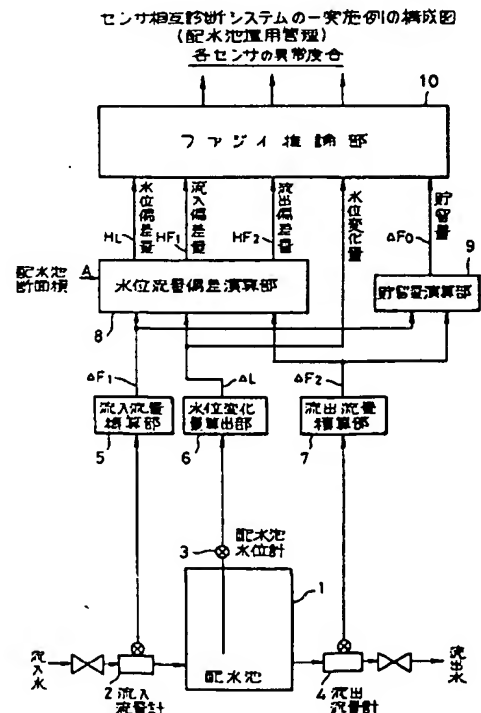 センサ相互診断システムの一実施例の構成図
(配水池運用管理)
各センサの異常度合
10
ファジイ推論部
水位偏差量
流入偏差量
流出偏差量
水位変化量
貯留量
HL
HF1
HF2
ΔF0
9
配水池
断面積
A
水位流量偏差演算部
貯留量演算部
8
ΔF1
ΔL
ΔF2
流入流量
積算部
水位変化
量算出部
流出流量
積算部
5
6
7
3
配水池
水位計
1
流入水
配水池
流出水
2
流入
流量計
4
流出
流量計